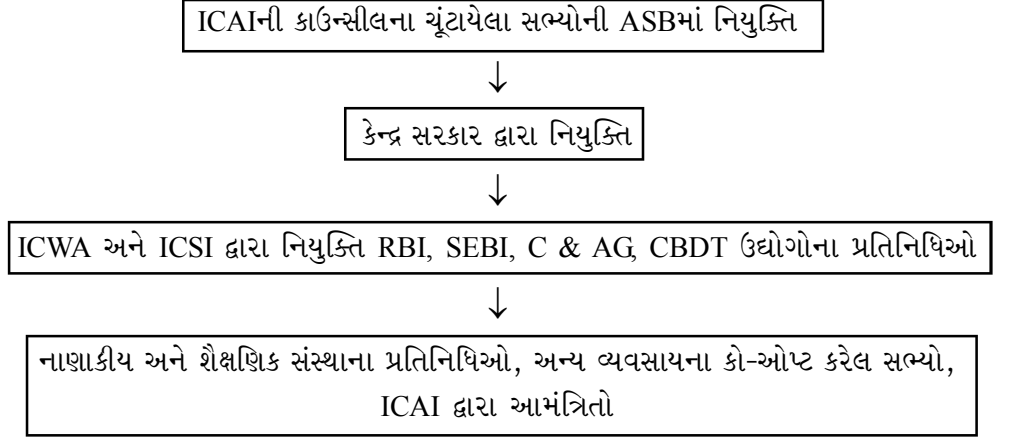 ICAIની કાઉન્સીલના ચૂંટાયેલા સભ્યોની ASBમાં નિયુક્તિ
↓
કેન્દ્ર સરકાર દ્વારા નિયુક્તિ
↓
ICWA અને ICSI દ્વારા નિયુક્તિ RBI, SEBI, C & AG, CBDT ઉદ્યોગોના પ્રતિનિધિઓ
↓
નાણાકીય અને શૈક્ષણિક સંસ્થાના પ્રતિનિધિઓ, અન્ય વ્યવસાયના કો-ઓપ્ટ કરેલ સભ્યો,
ICAI દ્વારા આમંત્રિતો